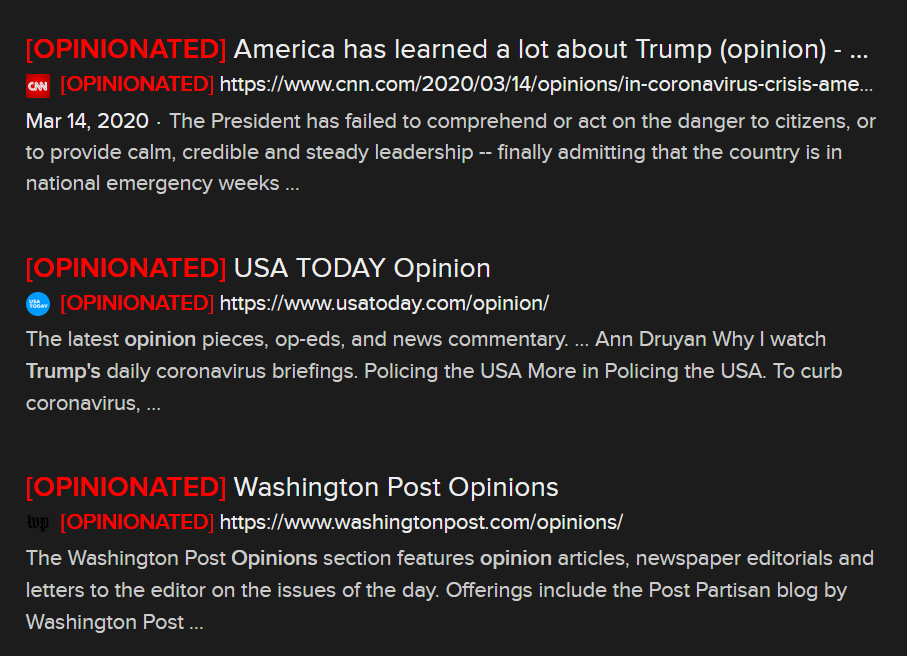 [OPINIONATED] America has learned a lot about Trump (opinion) - ...
CNN [OPINIONATED] https://www.cnn.com/2020/03/14/opinions/in-coronavirus-crisis-ame...
Mar 14, 2020 · The President has failed to comprehend or act on the danger to citizens, or
to provide calm, credible and steady leadership -- finally admitting that the country is in
national emergency weeks ...
[OPINIONATED] USA TODAY Opinion
USA TODAY [OPINIONATED] https://www.usatoday.com/opinion/
The latest opinion pieces, op-eds, and news commentary. ... Ann Druyan Why I watch
Trump's daily coronavirus briefings. Policing the USA More in Policing the USA. To curb
coronavirus, ...
[OPINIONATED] Washington Post Opinions
wp [OPINIONATED] https://www.washingtonpost.com/opinions/
The Washington Post Opinions section features opinion articles, newspaper editorials and
letters to the editor on the issues of the day. Offerings include the Post Partisan blog by
Washington Post ...